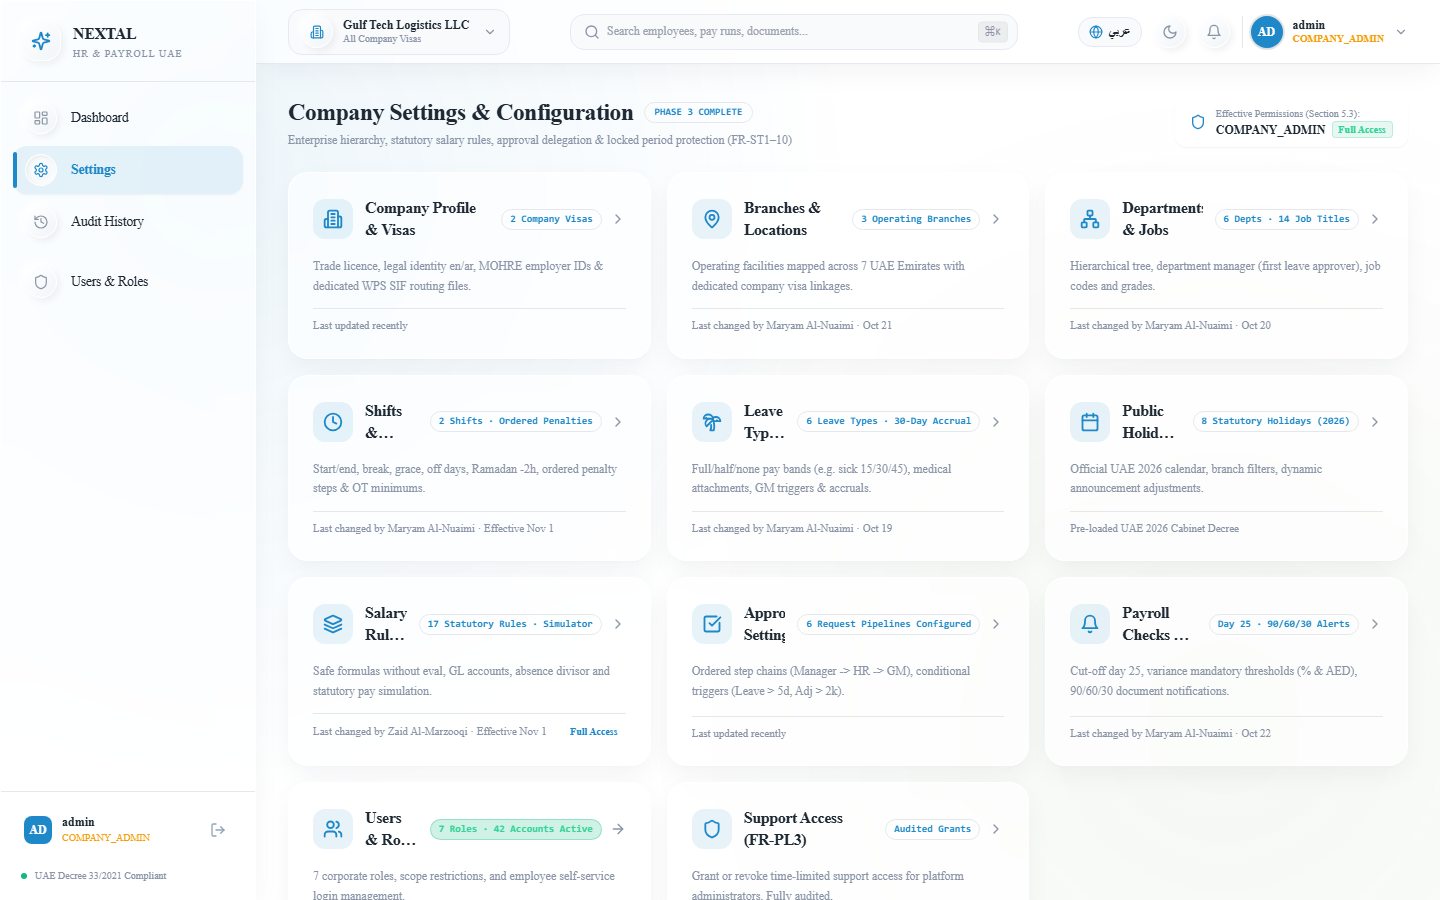 NEXTAL
HR & PAYROLL UAE
Dashboard
Settings
Audit History
Users & Roles
AD
admin
COMPANY_ADMIN
UAE Decree 33/2021 Compliant
Gulf Tech Logistics LLC
All Company Visas
Search employees, pay runs, documents...
⌘K
عربي
AD
admin
COMPANY_ADMIN
Company Settings & Configuration
PHASE 3 COMPLETE
Enterprise hierarchy, statutory salary rules, approval delegation & locked period protection (FR-ST1–10)
Effective Permissions (Section 5.3):
COMPANY_ADMIN
Full Access
Company Profile
& Visas
2 Company Visas
Trade licence, legal identity en/ar, MOHRE employer IDs &
dedicated WPS SIF routing files.
Last updated recently
Branches &
Locations
3 Operating Branches
Operating facilities mapped across 7 UAE Emirates with
dedicated company visa linkages.
Last changed by Maryam Al-Nuaimi · Oct 21
Departments
& Jobs
6 Depts · 14 Job Titles
Hierarchical tree, department manager (first leave approver), job
codes and grades.
Last changed by Maryam Al-Nuaimi · Oct 20
Shifts
&...
2 Shifts · Ordered Penalties
Start/end, break, grace, off days, Ramadan -2h, ordered penalty
steps & OT minimums.
Last changed by Maryam Al-Nuaimi · Effective Nov 1
Leave
Typ...
6 Leave Types · 30-Day Accrual
Full/half/none pay bands (e.g. sick 15/30/45), medical
attachments, GM triggers & accruals.
Last changed by Maryam Al-Nuaimi · Oct 19
Public
Holid...
8 Statutory Holidays (2026)
Official UAE 2026 calendar, branch filters, dynamic
announcement adjustments.
Pre-loaded UAE 2026 Cabinet Decree
Salary
Rul...
17 Statutory Rules · Simulator
Safe formulas without eval, GL accounts, absence divisor and
statutory pay simulation.
Last changed by Zaid Al-Marzooqi · Effective Nov 1
Full Access
Appro
Setting
6 Request Pipelines Configured
Ordered step chains (Manager -> HR -> GM), conditional
triggers (Leave > 5d, Adj > 2k).
Last updated recently
Payroll
Checks ...
Day 25 · 90/60/30 Alerts
Cut-off day 25, variance mandatory thresholds (% & AED),
90/60/30 document notifications.
Last changed by Maryam Al-Nuaimi · Oct 22
Users
& Ro...
7 Roles · 42 Accounts Active
7 corporate roles, scope restrictions, and employee self-service
login management.
Support Access
(FR-PL3)
Audited Grants
Grant or revoke time-limited support access for platform
administrators. Fully audited.